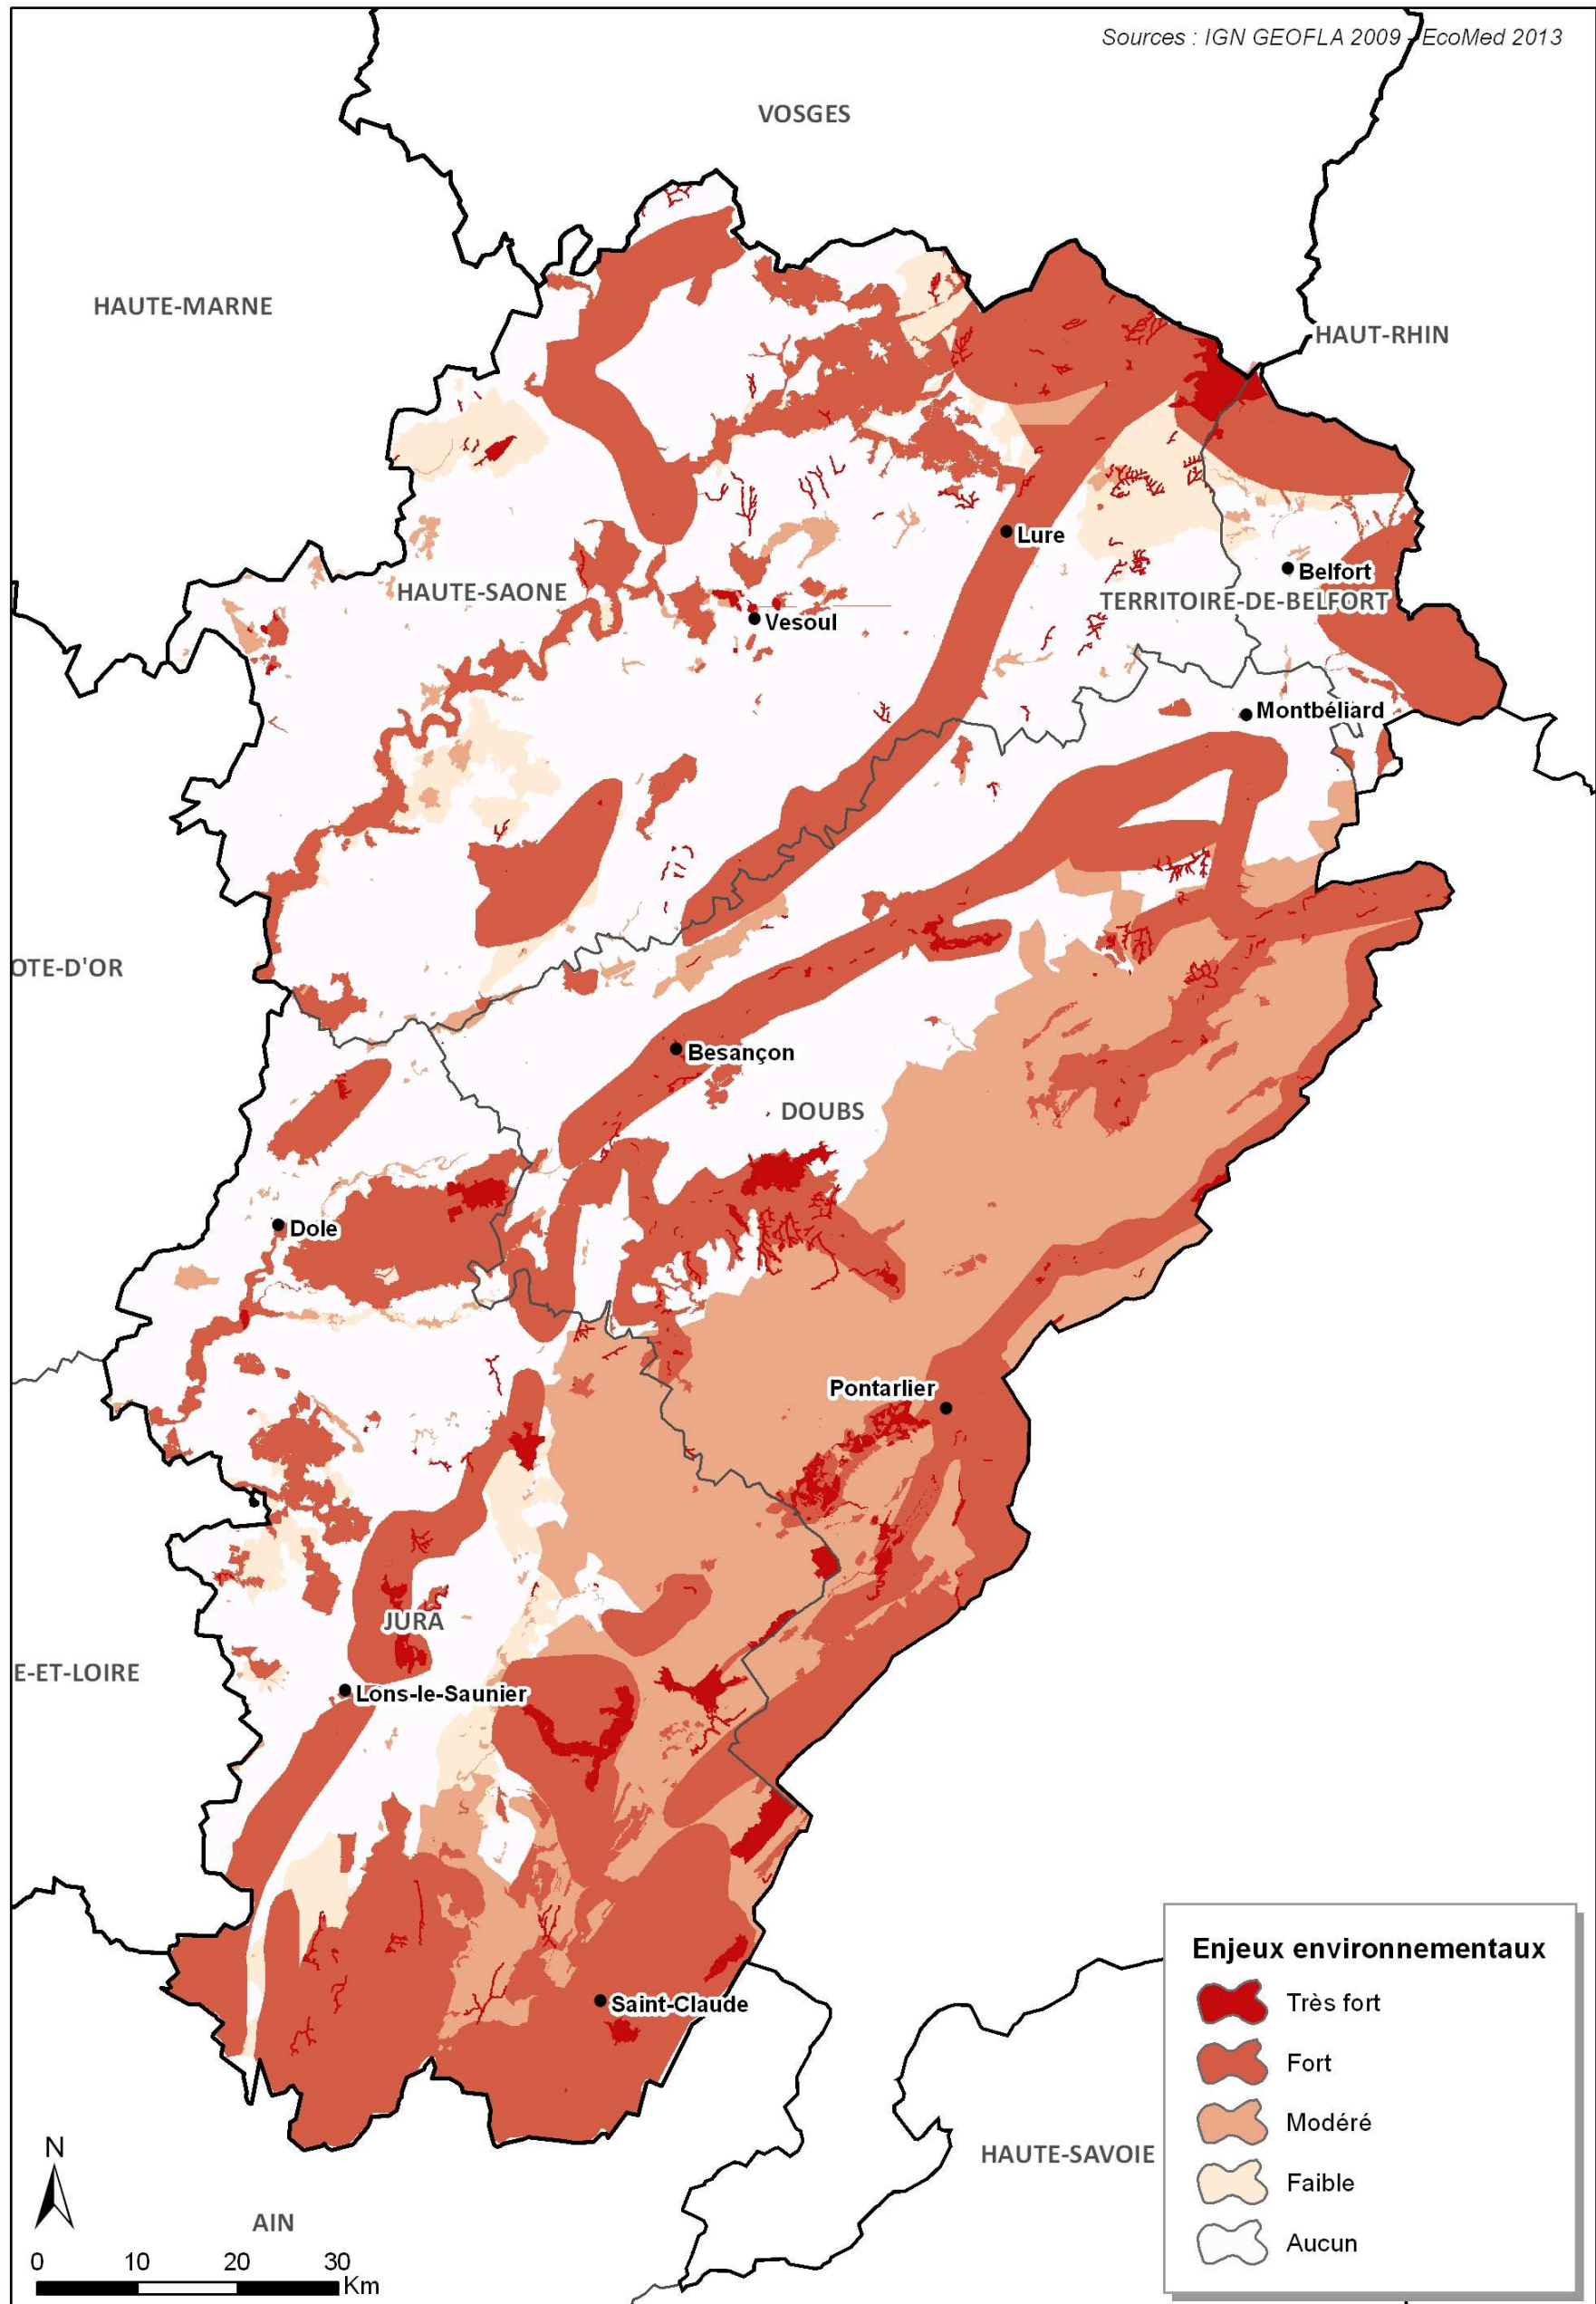 Sources : IGN GEOFLA 2009 - EcoMed 2013
VOSGES
HAUTE-MARNE
HAUT-RHIN
Lure
Belfort
HAUTE-SAONE
TERRITOIRE-DE-BELFORT
Vesoul
Montbéliard
OTE-D'OR
Besançon
DOUBS
Dole
Pontarlier
JURA
E-ET-LOIRE
Lons-le-Saunier
Saint-Claude
Enjeux environnementaux
Très fort
Fort
Modéré
Faible
Aucun
HAUTE-SAVOIE
N
AIN
0 10 20 30
Km